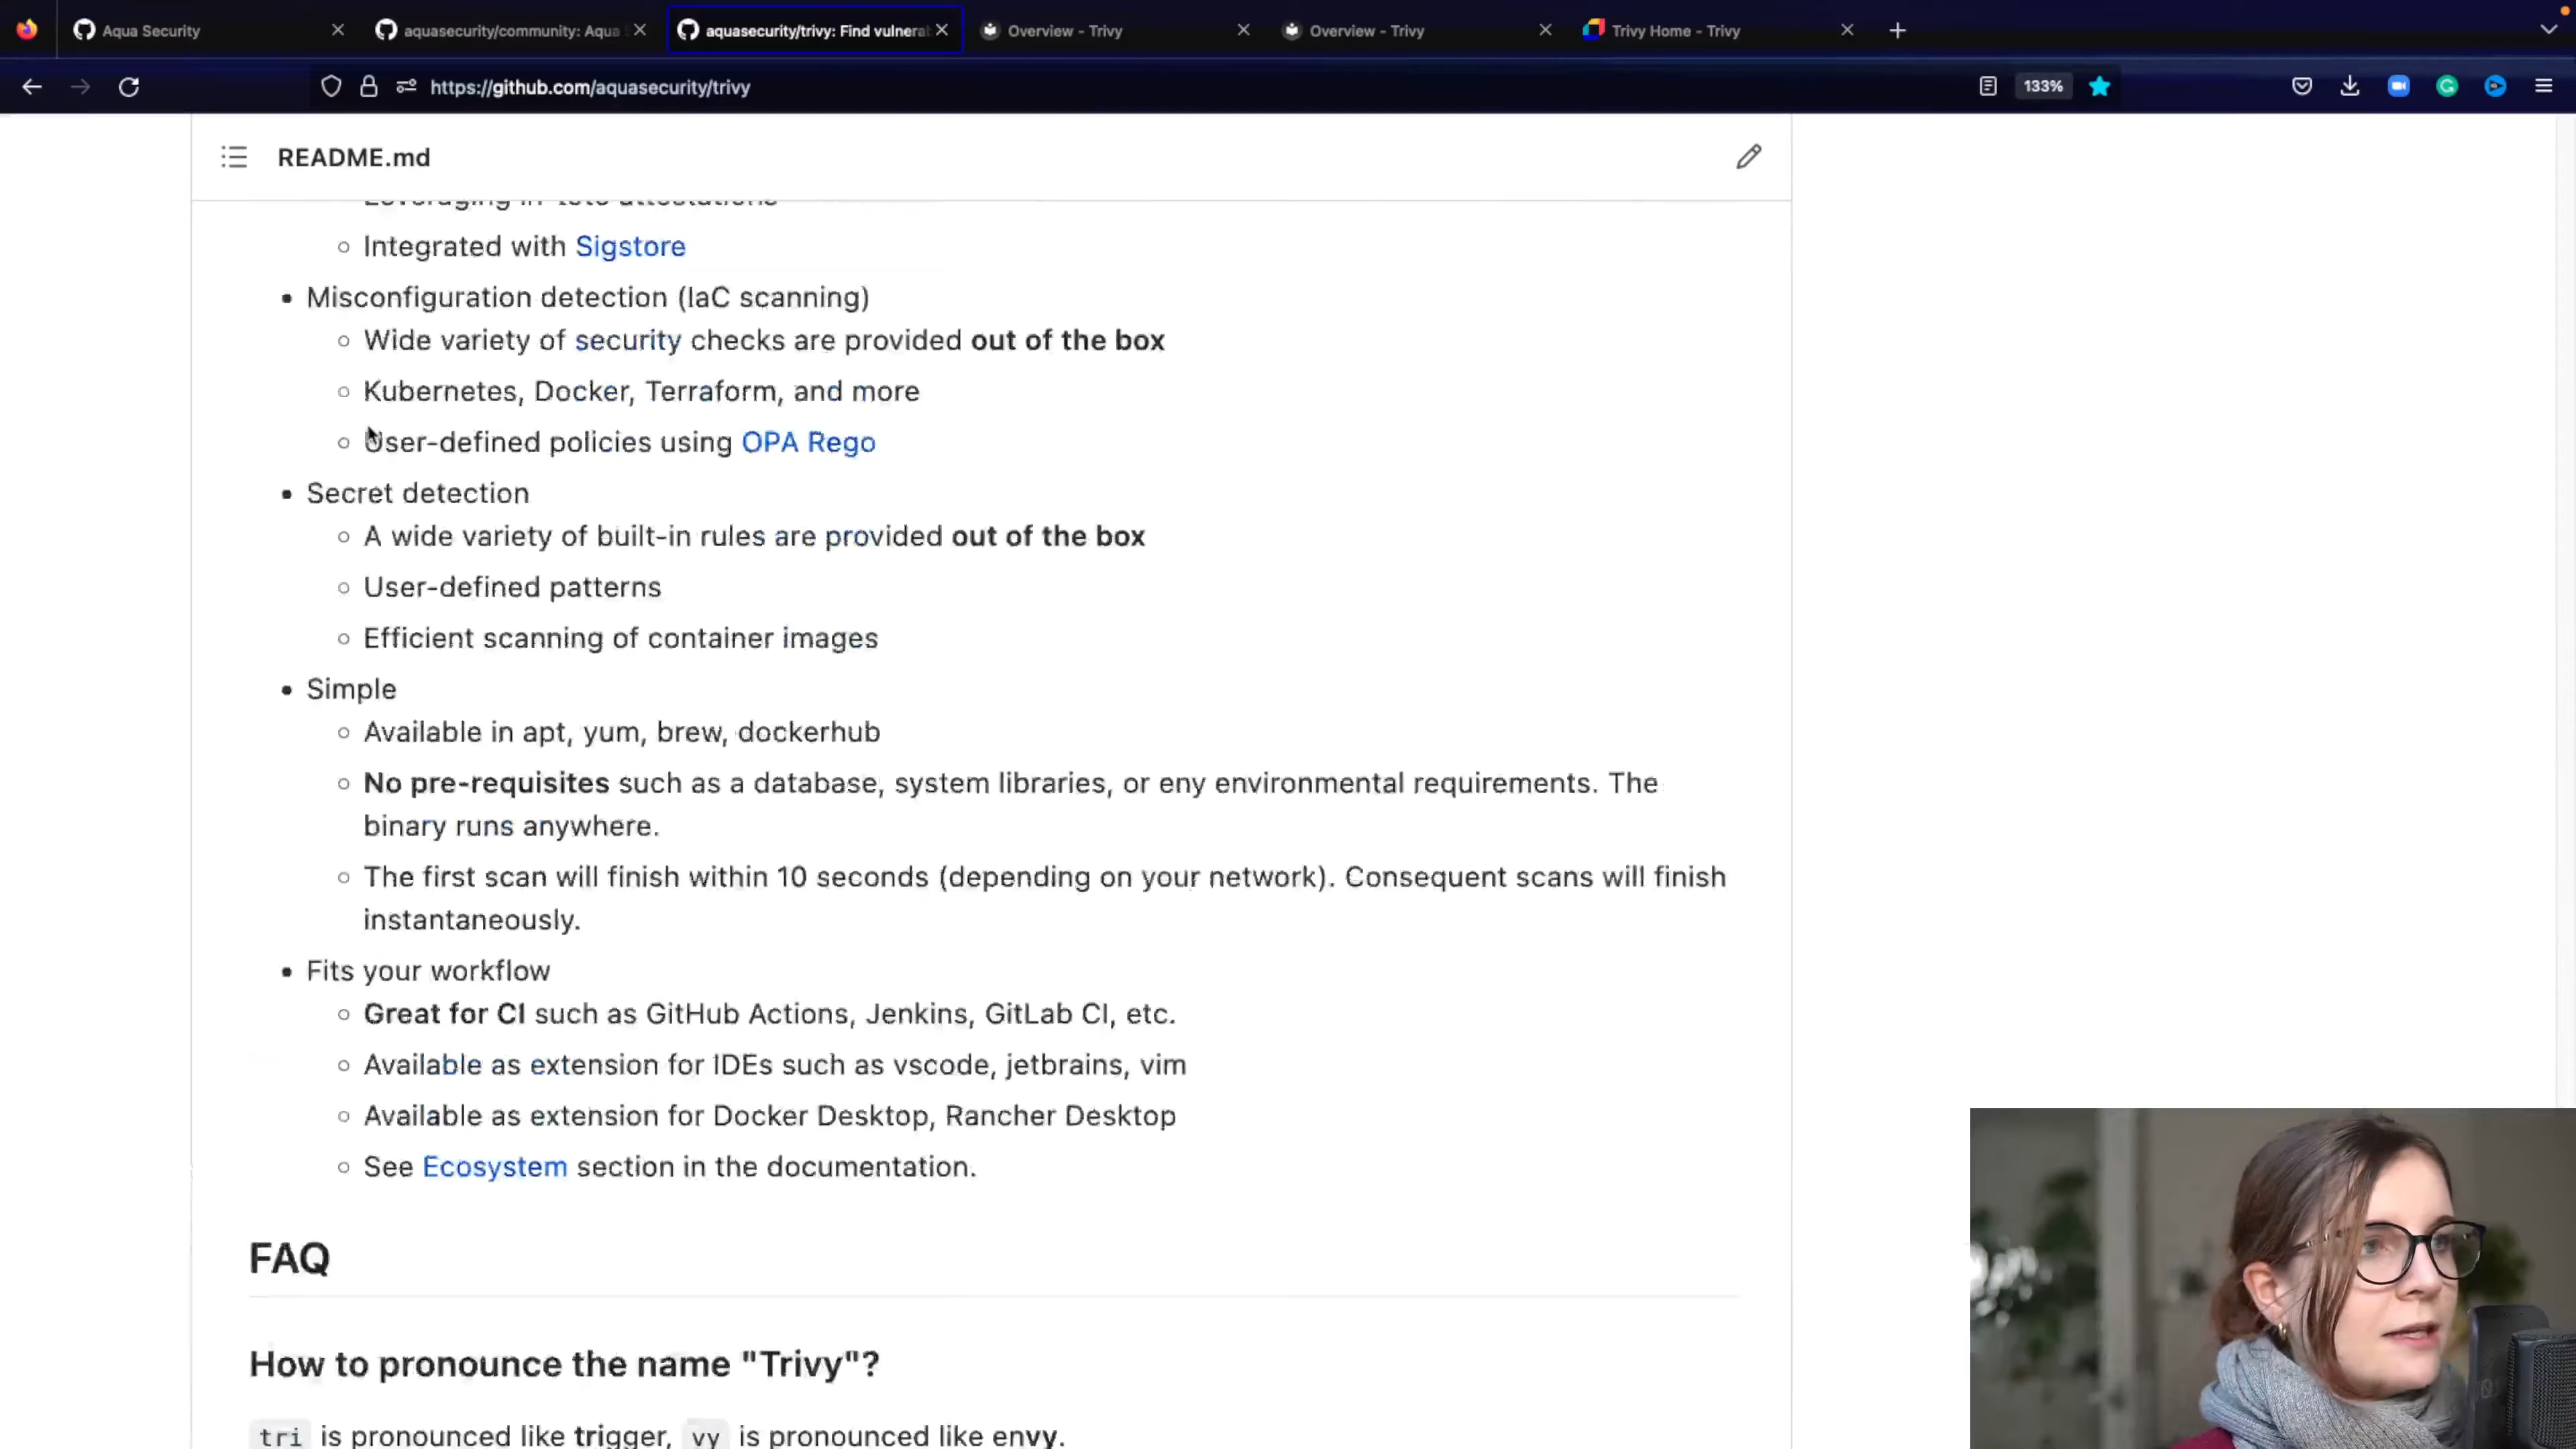 Aqua Security
aquasecurity/community: Aqua S
aquasecurity/trivy: Find vulnerab
Overview - Trivy
Overview - Trivy
Trivy Home - Trivy
https://github.com/aquasecurity/trivy
133%
README.md
Integrated with Sigstore
Misconfiguration detection (IaC scanning)
Wide variety of security checks are provided out of the box
Kubernetes, Docker, Terraform, and more
User-defined policies using OPA Rego
Secret detection
A wide variety of built-in rules are provided out of the box
User-defined patterns
Efficient scanning of container images
Simple
Available in apt, yum, brew, dockerhub
No pre-requisites such as a database, system libraries, or eny environmental requirements. The
binary runs anywhere.
The first scan will finish within 10 seconds (depending on your network). Consequent scans will finish
instantaneously.
Fits your workflow
Great for CI such as GitHub Actions, Jenkins, GitLab CI, etc.
Available as extension for IDEs such as vscode, jetbrains, vim
Available as extension for Docker Desktop, Rancher Desktop
See Ecosystem section in the documentation.
FAQ
How to pronounce the name "Trivy"?
tri is pronounced like trigger, vy is pronounced like envy.